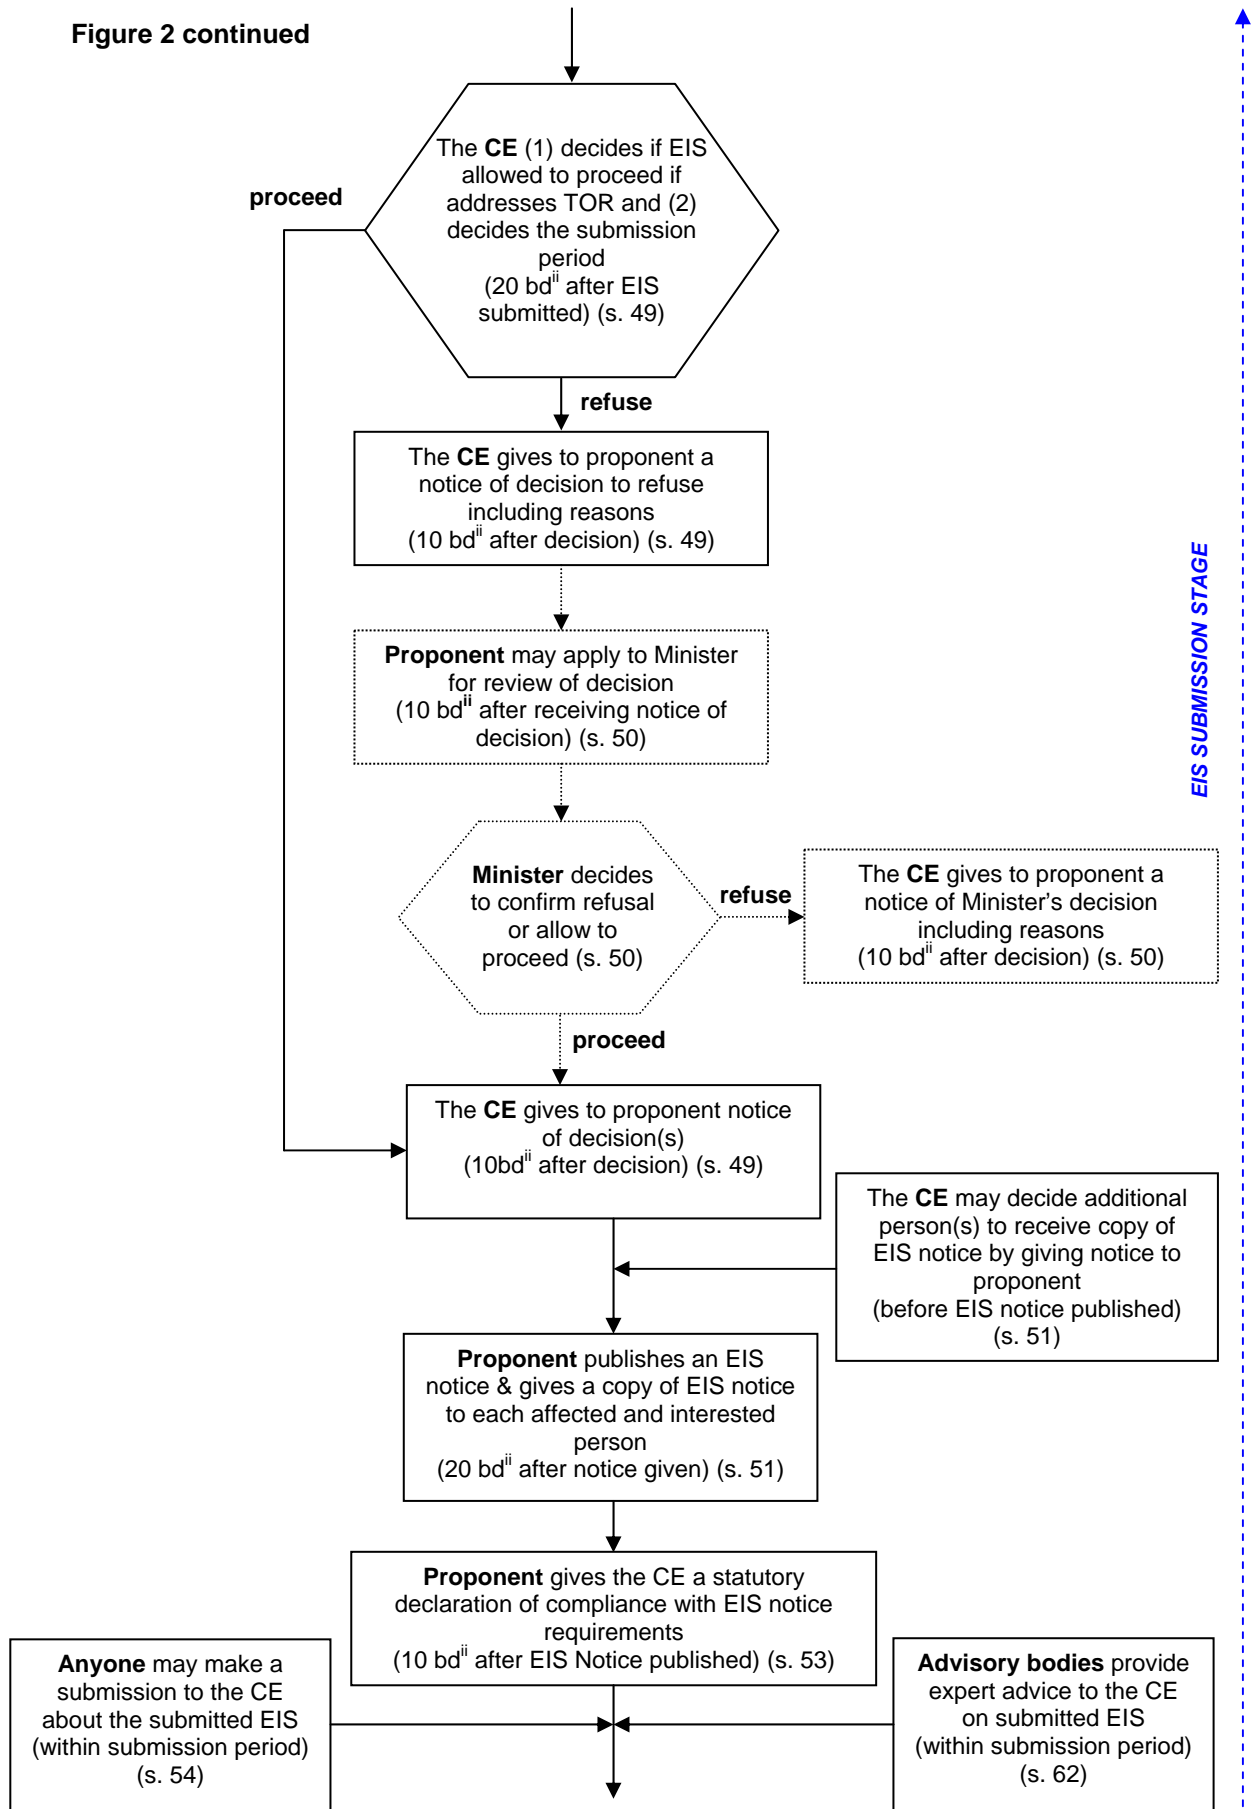 Figure 2 continued
The CE (1) decides if EIS
allowed to proceed if
addresses TOR and (2)
decides the submission
period
(20 bdii after EIS
submitted) (s. 49)
proceed
refuse
The CE gives to proponent a
notice of decision to refuse
including reasons
(10 bdii after decision) (s. 49)
Proponent may apply to Minister
for review of decision
(10 bdii after receiving notice of
decision) (s. 50)
Minister decides
to confirm refusal
or allow to
proceed (s. 50)
refuse
The CE gives to proponent a
notice of Minister’s decision
including reasons
(10 bdii after decision) (s. 50)
proceed
The CE gives to proponent notice
of decision(s)
(10bdii after decision) (s. 49)
The CE may decide additional
person(s) to receive copy of
EIS notice by giving notice to
proponent
(before EIS notice published)
(s. 51)
Proponent publishes an EIS
notice & gives a copy of EIS notice
to each affected and interested
person
(20 bdii after notice given) (s. 51)
Proponent gives the CE a statutory
declaration of compliance with EIS notice
requirements
(10 bdii after EIS Notice published) (s. 53)
Anyone may make a
submission to the CE
about the submitted EIS
(within submission period)
(s. 54)
Advisory bodies provide
expert advice to the CE
on submitted EIS
(within submission period)
(s. 62)
EIS SUBMISSION STAGE